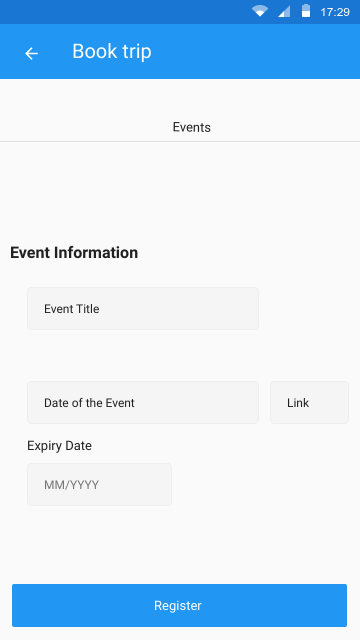 17:29
Book trip
Events
Event Information
Event Title
Date of the Event
Link
Expiry Date
MM/YYYY
Register